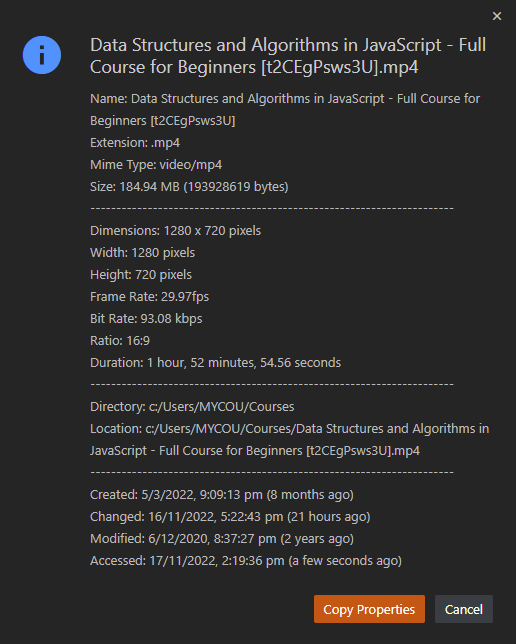 Data Structures and Algorithms in JavaScript - Full
Course for Beginners [t2CEgPsws3U].mp4
Name: Data Structures and Algorithms in JavaScript - Full Course for
Beginners [t2CEgPsws3U]
Extension: .mp4
Mime Type: video/mp4
Size: 184.94 MB (193928619 bytes)
----------------------------------------------------------------------
Dimensions: 1280 x 720 pixels
Width: 1280 pixels
Height: 720 pixels
Frame Rate: 29.97fps
Bit Rate: 93.08 kbps
Ratio: 16:9
Duration: 1 hour, 52 minutes, 54.56 seconds
----------------------------------------------------------------------
Directory: c:/Users/MYCOU/Courses
Location: c:/Users/MYCOU/Courses/Data Structures and Algorithms in
JavaScript - Full Course for Beginners [t2CEgPsws3U].mp4
----------------------------------------------------------------------
Created: 5/3/2022, 9:09:13 pm (8 months ago)
Changed: 16/11/2022, 5:22:43 pm (21 hours ago)
Modified: 6/12/2020, 8:37:27 pm (2 years ago)
Accessed: 17/11/2022, 2:19:36 pm (a few seconds ago)
Copy Properties
Cancel